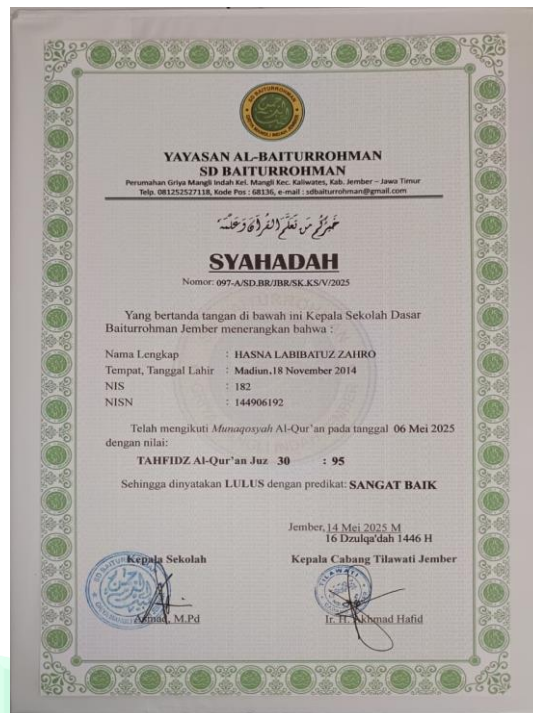 YAYASAN AL-BAITURROHMAN
SD BAITURROHMAN
Perumahan Griya Mangli Indah Kel. Mangli Kec. Kaliwates, Kab. Jember – Jawa Timur
Telp. 081252527118, Kode Pos : 68136, e-mail : sdbaiturrohman@gmail.com
خيركم من تعلم القرآن وعلمه
SYAHADAH
Nomor: 097-A/SD.BR/JBR/SK.KS/V/2025
Yang bertanda tangan di bawah ini Kepala Sekolah Dasar
Baiturrohman Jember menerangkan bahwa :
Nama Lengkap : HASNA LABIBATUZ ZAHRO
Tempat, Tanggal Lahir : Madiun,18 November 2014
NIS : 182
NISN : 144906192
Telah mengikuti Munaqosyah Al-Qur'an pada tanggal 06 Mei 2025
dengan nilai:
TAHFIDZ Al-Qur'an Juz 30 : 95
Sehingga dinyatakan LULUS dengan predikat: SANGAT BAIK
Jember, 14 Mei 2025 M
16 Dzulqa'dah 1446 H
Kepala Sekolah Kepala Cabang Tilawati Jember
TILAWATI
M.Pd Ir. H. Akhmad Hafid